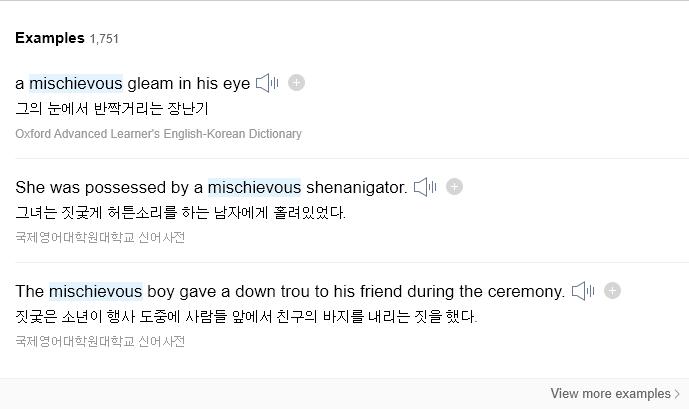 Examples 1,751
a mischievous gleam in his eye
그의 눈에서 반짝거리는 장난기
Oxford Advanced Learner's English-Korean Dictionary
She was possessed by a mischievous shenanigator.
그녀는 짓궂게 허튼소리를 하는 남자에게 홀려있었다.
국제영어대학원대학교 신어사전
The mischievous boy gave a down trou to his friend during the ceremony.
짓궂은 소년이 행사 도중에 사람들 앞에서 친구의 바지를 내리는 짓을 했다.
국제영어대학원대학교 신어사전
View more examples